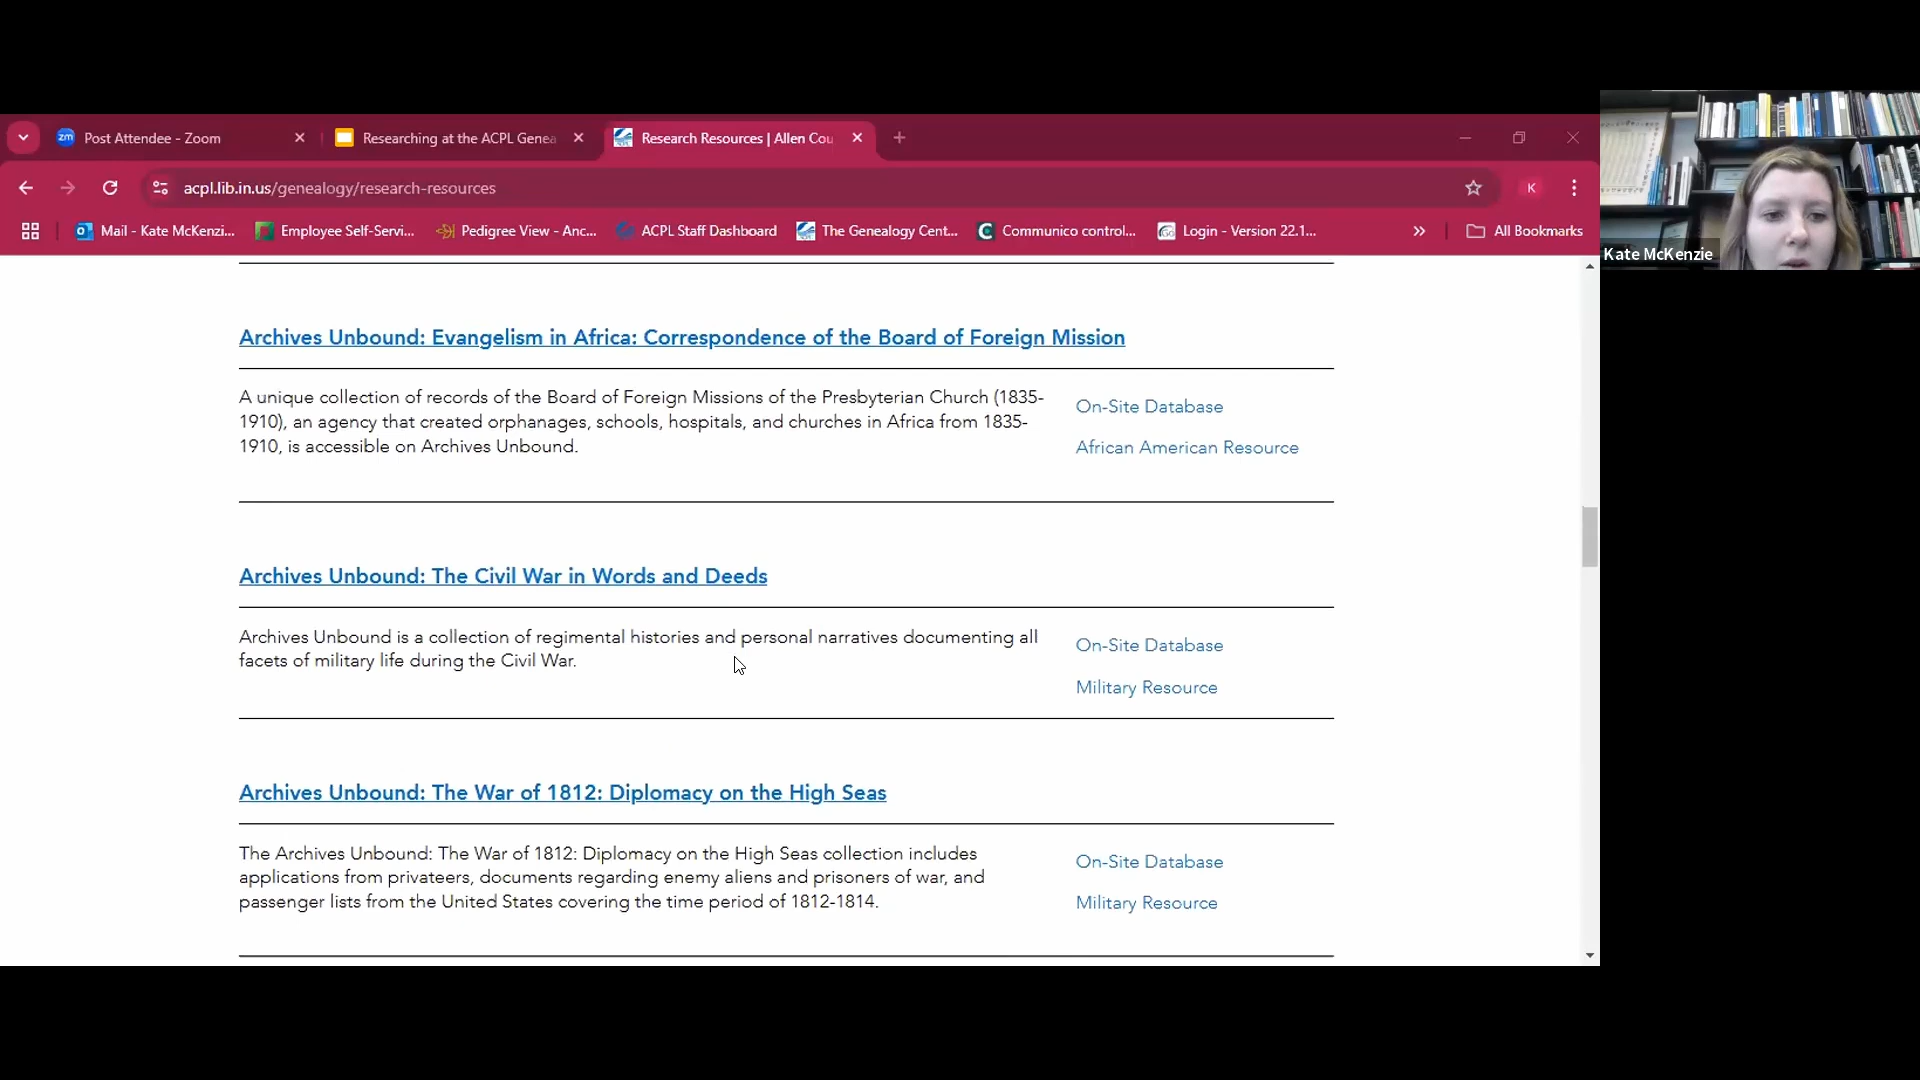 Post Attendee - Zoom
Researching at the ACPL Genea
Research Resources | Allen Cou
acpl.lib.in.us/genealogy/research-resources
K
Mail - Kate McKenzi...
Employee Self-Servi...
Pedigree View - Anc...
ACPL Staff Dashboard
The Genealogy Cent...
Communico control...
Login - Version 22.1...
All Bookmarks
Kate McKenzie
Archives Unbound: Evangelism in Africa: Correspondence of the Board of Foreign Mission
A unique collection of records of the Board of Foreign Missions of the Presbyterian Church (1835-
1910), an agency that created orphanages, schools, hospitals, and churches in Africa from 1835-
1910, is accessible on Archives Unbound.
On-Site Database
African American Resource
Archives Unbound: The Civil War in Words and Deeds
Archives Unbound is a collection of regimental histories and personal narratives documenting all
facets of military life during the Civil War.
On-Site Database
Military Resource
Archives Unbound: The War of 1812: Diplomacy on the High Seas
The Archives Unbound: The War of 1812: Diplomacy on the High Seas collection includes
applications from privateers, documents regarding enemy aliens and prisoners of war, and
passenger lists from the United States covering the time period of 1812-1814.
On-Site Database
Military Resource